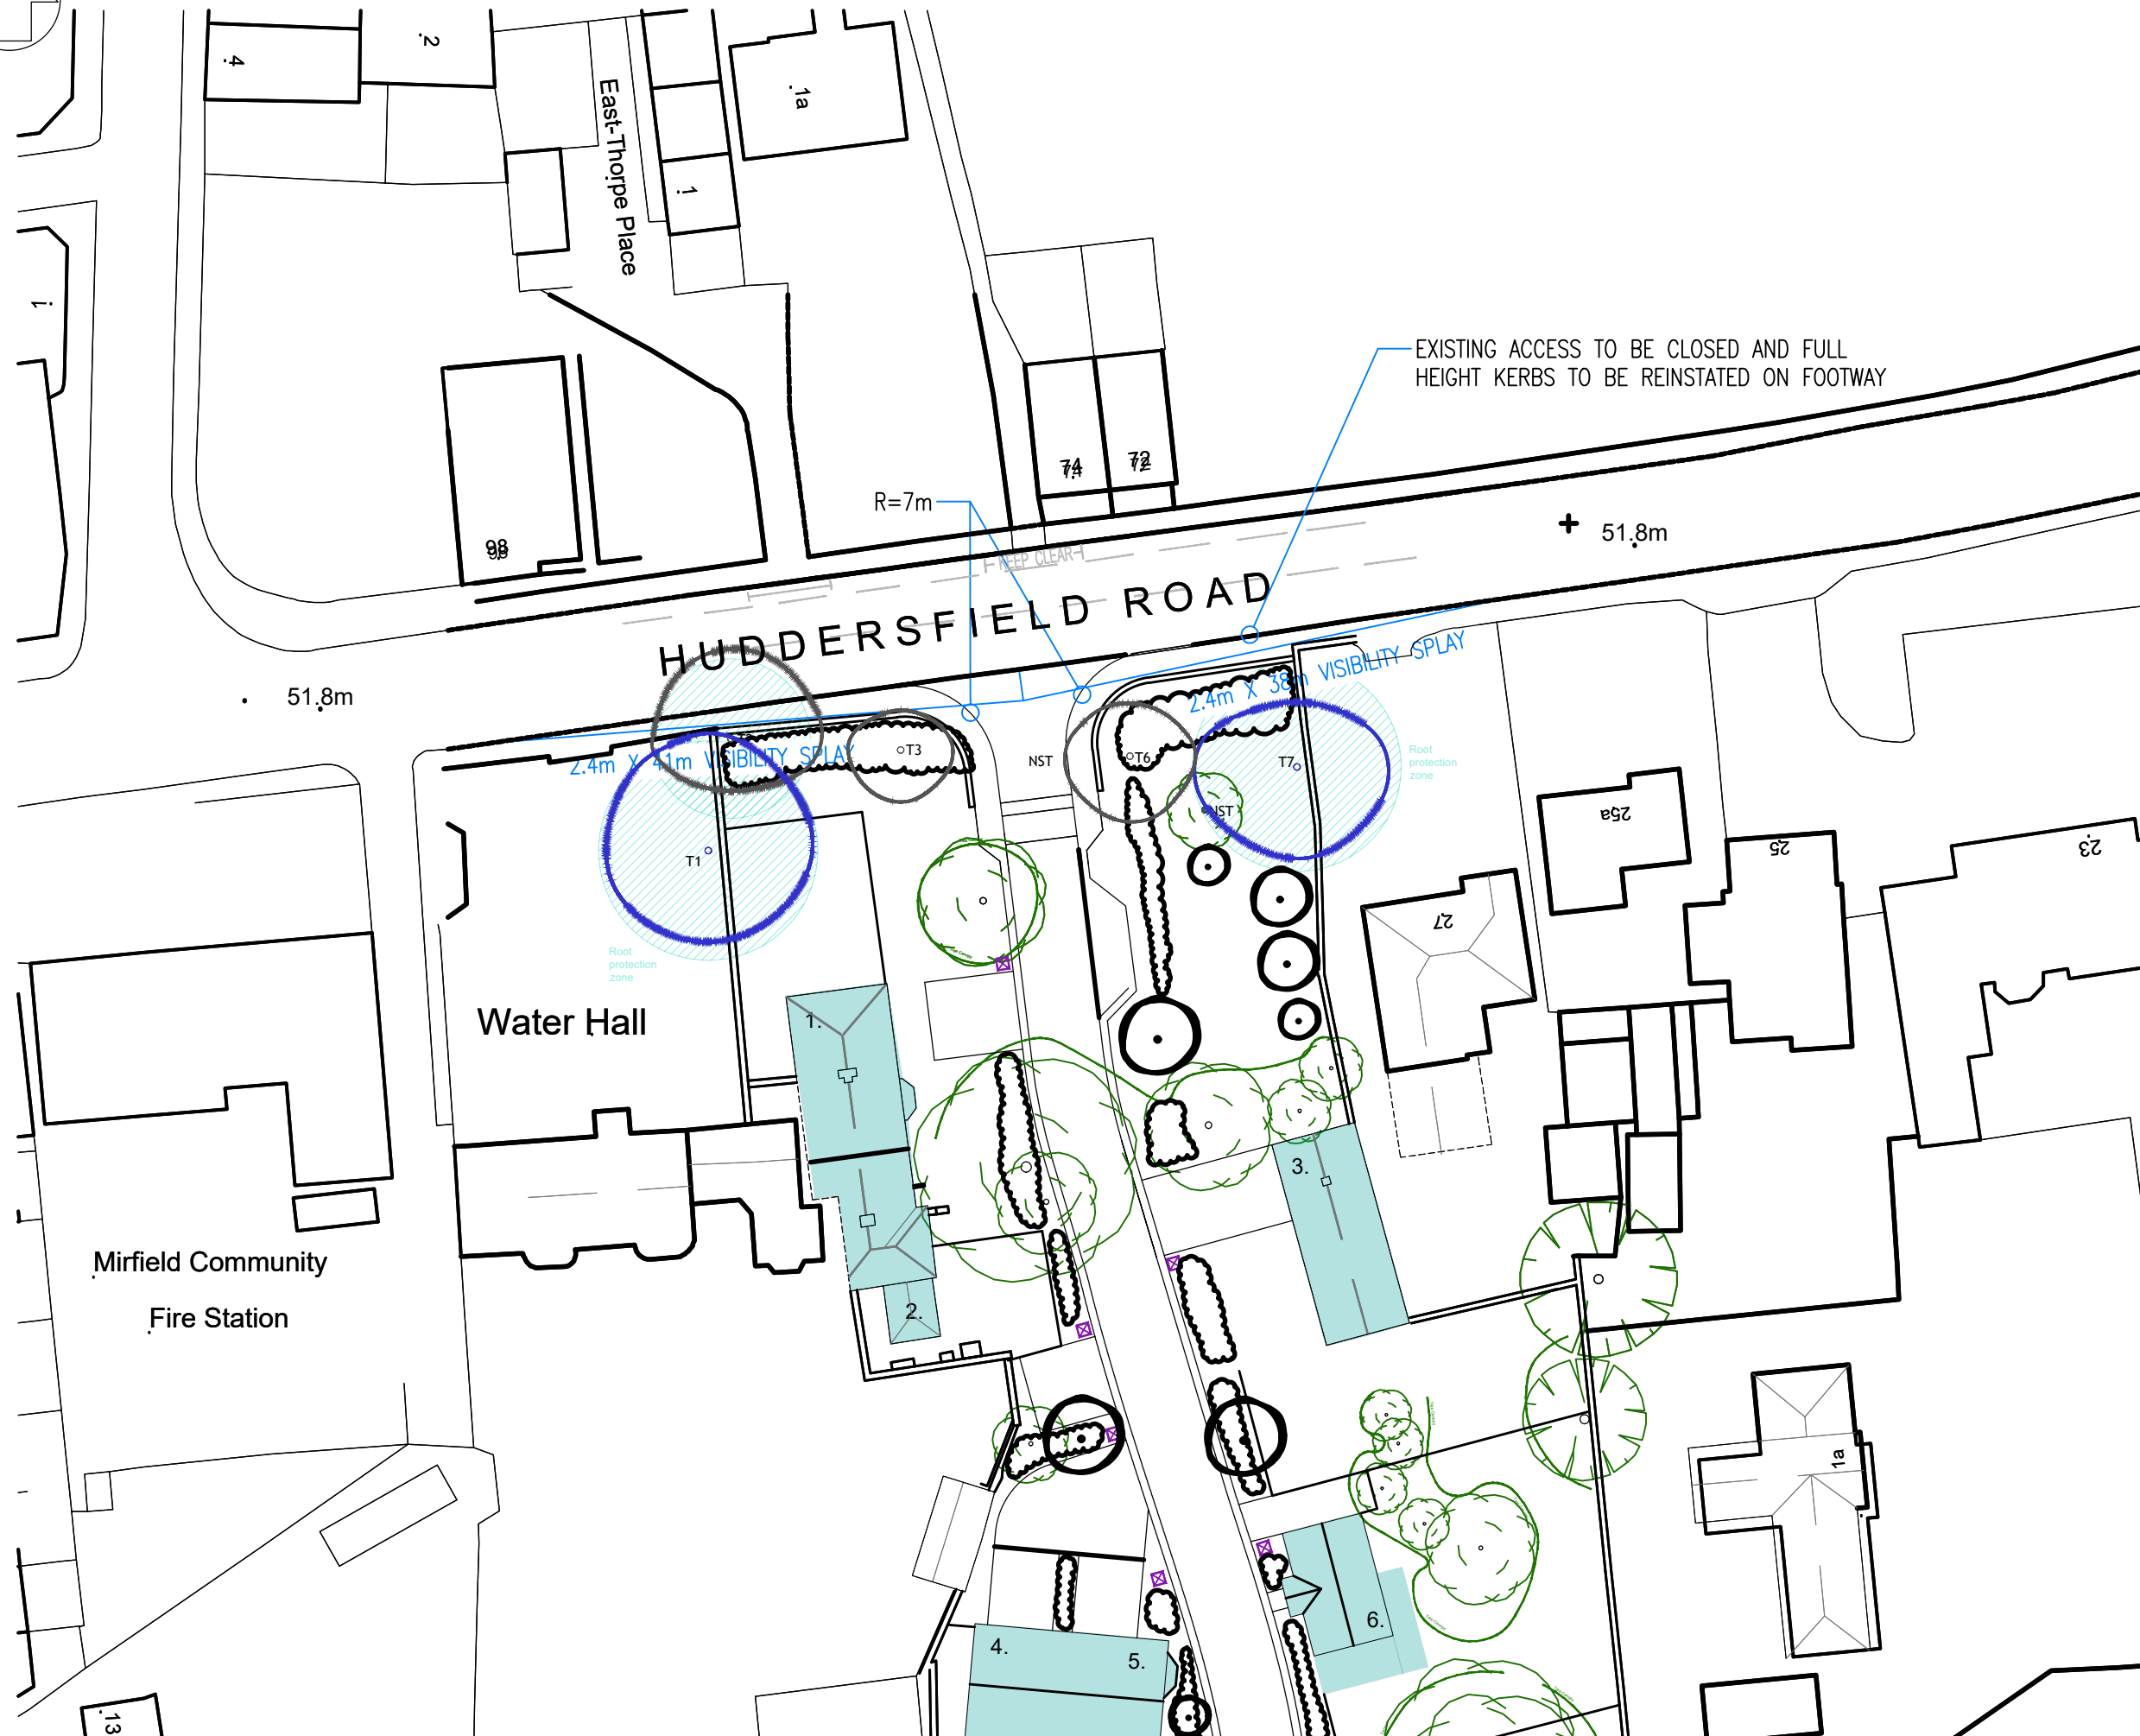 4
2
East-Thorpe Place
1a
1
1
EXISTING ACCESS TO BE CLOSED AND FULL
HEIGHT KERBS TO BE REINSTATED ON FOOTWAY
74
72
R=7m
98
51.8m
KEEP CLEAR
HUDDERSFIELD ROAD
2.4m X 38m VISIBILITY SPLAY
51.8m
2.4m X 41m VISIBILITY SPLAY
T3
NST
T6
T7
Root
protection
zone
NST
25a
25
23
T1
27
Root
protection
zone
Water Hall
1.
3.
Mirfield Community
Fire Station
2.
1a
6.
4.
5.
13